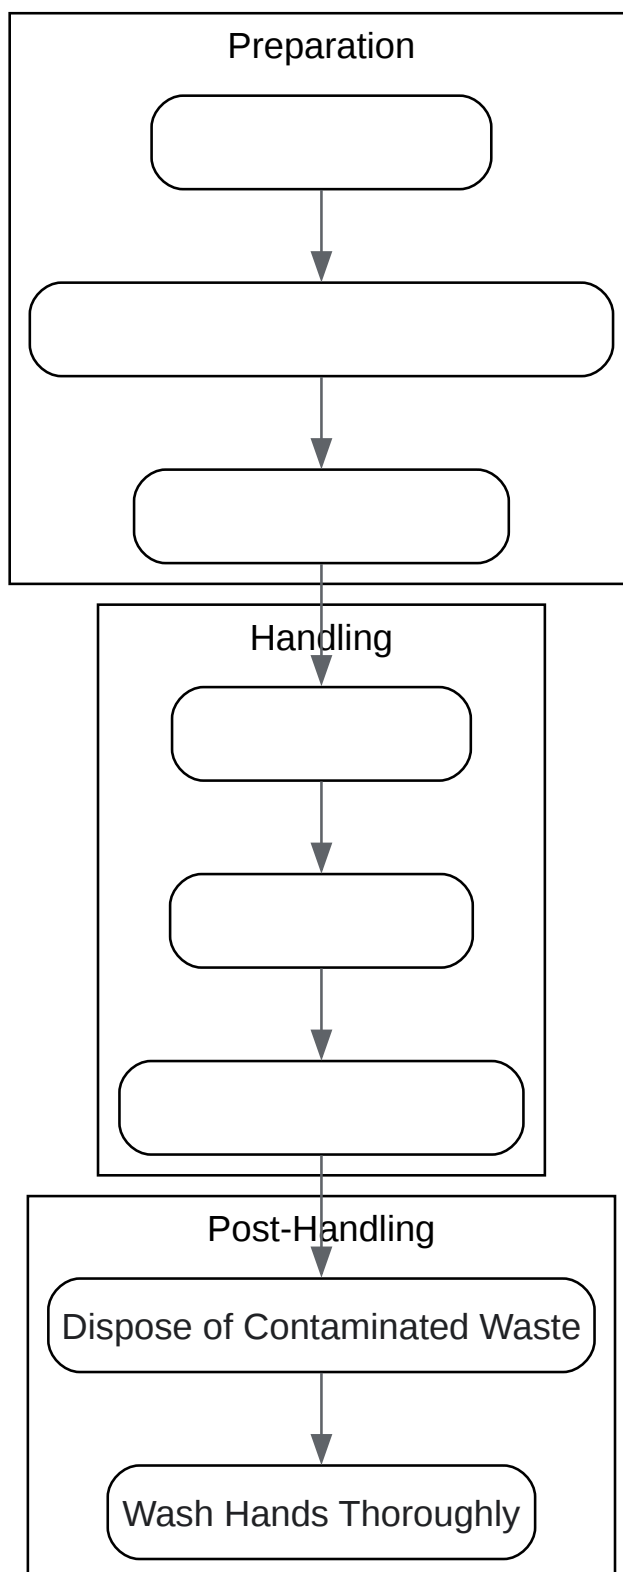 Preparation
Handling
Post-Handling
Dispose of Contaminated Waste
Wash Hands Thoroughly